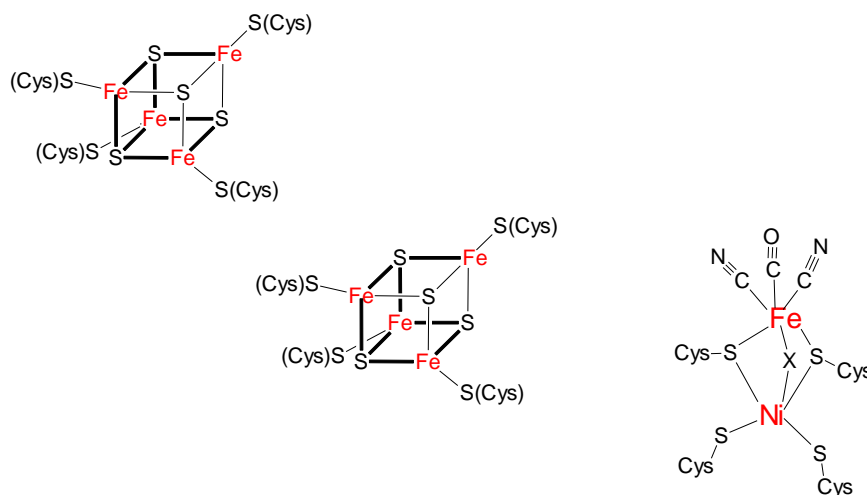 S(Cys)
S Fe
(Cys)S Fe S
Fe S
(Cys)S S Fe
S(Cys)
S(Cys)
S Fe
(Cys)S Fe S
Fe S
(Cys)S S Fe
S(Cys)
O
N C N
C C
Fe
Cys S X S Cys
Ni
S S
Cys
Cys